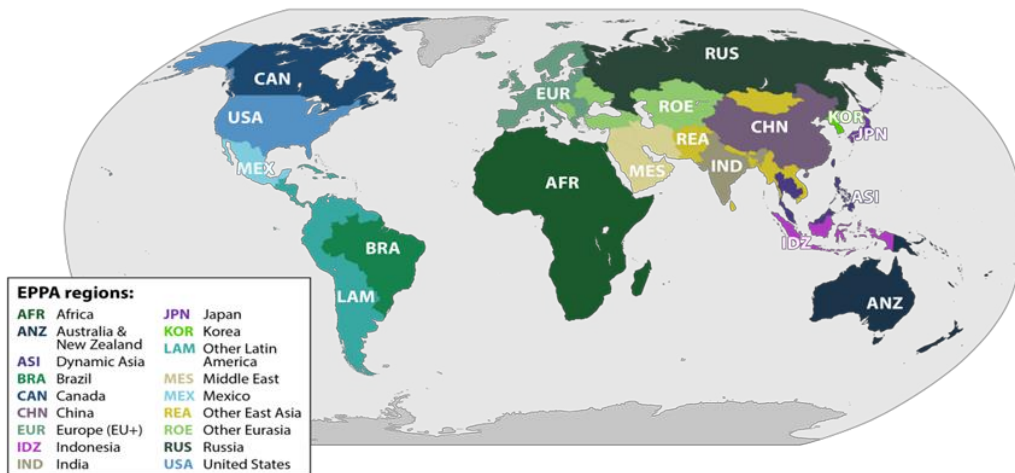 RUS
CAN
EUR
ROE
USA
KOR
CHN
JPN
REA
MEX
MES
IND
AFR
ASI
IDZ
BRA
LAM
ANZ
EPPA regions:
AFR Africa
ANZ Australia &
New Zealand
ASI Dynamic Asia
BRA Brazil
CAN Canada
CHN China
EUR Europe (EU+)
IDZ Indonesia
IND India
JPN Japan
KOR Korea
LAM Other Latin
America
MES Middle East
MEX Mexico
REA Other East Asia
ROE Other Eurasia
RUS Russia
USA United States